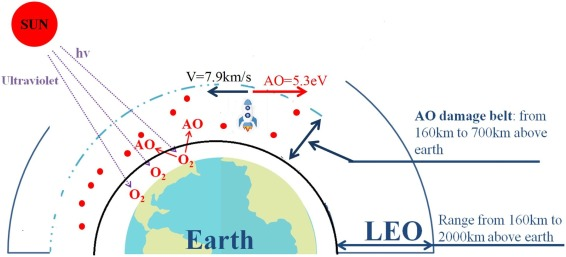 SUN
hν
Ultraviolet
V=7.9km/s
AO=5.3eV
AO
AO
O₂
O₂
O₂
AO damage belt: from
160km to 700km above
earth
Earth
LEO
Range from 160km to
2000km above earth